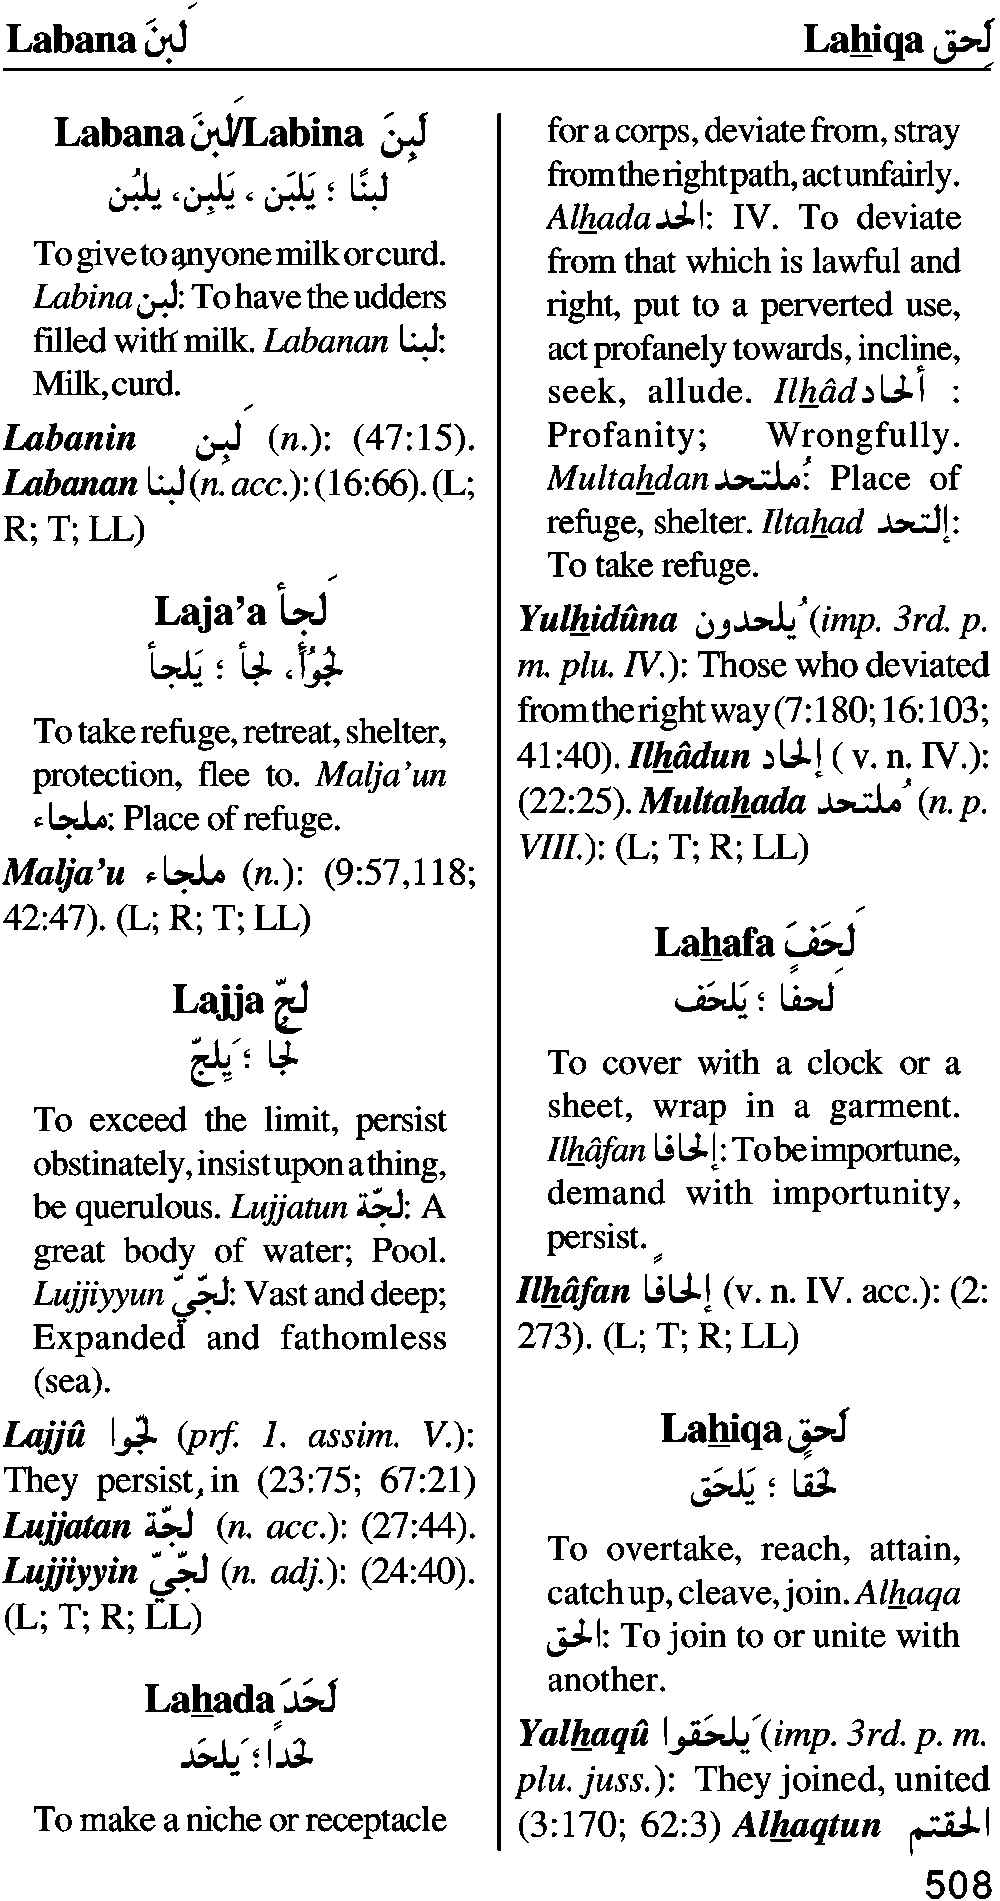 Labana لَبنَ
Lahiqa لَحِق
Labana لَبنَ/Labina لَبِنَ
لبنًا ؛ يَلبَن ، يَلبِن، يلبُن
To give to anyone milk or curd.
Labina لبن: To have the udders
filled with milk. Labanan لبنا:
Milk, curd.
Labanin لَبِن (n.): (47:15).
Labanan لبنا (n. acc.): (16:66). (L;
R; T; LL)
Laja’a لَجأ
لجُوْأً، لجأ ؛ يَلجأ
To take refuge, retreat, shelter,
protection, flee to. Malja’un
ملجاء: Place of refuge.
Malja’u ملجاء (n.): (9:57,118;
42:47). (L; R; T; LL)
Lajja لجّ
لجُا ؛ يَلِجّ
To exceed the limit, persist
obstinately, insist upon a thing,
be querulous. Lujjatun لجّة: A
great body of water; Pool.
Lujjiyyun لجّيّ: Vast and deep;
Expanded and fathomless
(sea).
Lajjû لجّوا (prf. 1. assim. V.):
They persist, in (23:75; 67:21)
Lujjatan لجّة (n. acc.): (27:44).
Lujjiyyin لجّيّ (n. adj.): (24:40).
(L; T; R; LL)
Lahada لَحَدَ
لَحداً ؛ يَلحَد
To make a niche or receptacle
for a corps, deviate from, stray
from the right path, act unfairly.
Alhada الحد: IV. To deviate
from that which is lawful and
right, put to a perverted use,
act profanely towards, incline,
seek, allude. Ilhâd ألحاد :
Profanity; Wrongfully.
Multahdan مُلتحد: Place of
refuge, shelter. Iltahad إلتحد:
To take refuge.
Yulhidûna يُلحدون (imp. 3rd. p.
m. plu. IV.): Those who deviated
from the right way (7:180; 16:103;
41:40). Ilhâdun إلحاد ( v. n. IV.):
(22:25). Multahada مُلتحد (n. p.
VIII.): (L; T; R; LL)
Lahafa لَحَفَ
لَحفًا ؛ يَلحَف
To cover with a clock or a
sheet, wrap in a garment.
Ilhâfan إلحافا: To be importune,
demand with importunity,
persist.
Ilhâfan إلحافًا (v. n. IV. acc.): (2:
273). (L; T; R; LL)
Lahiqa لَحِق
لَحَقًا ؛ يَلحَق
To overtake, reach, attain,
catch up, cleave, join. Alhaqa
الحق: To join to or unite with
another.
Yalhaqû يَلحَقوا (imp. 3rd. p. m.
plu. juss.): They joined, united
(3:170; 62:3) Alhaqtun الحقتم
508